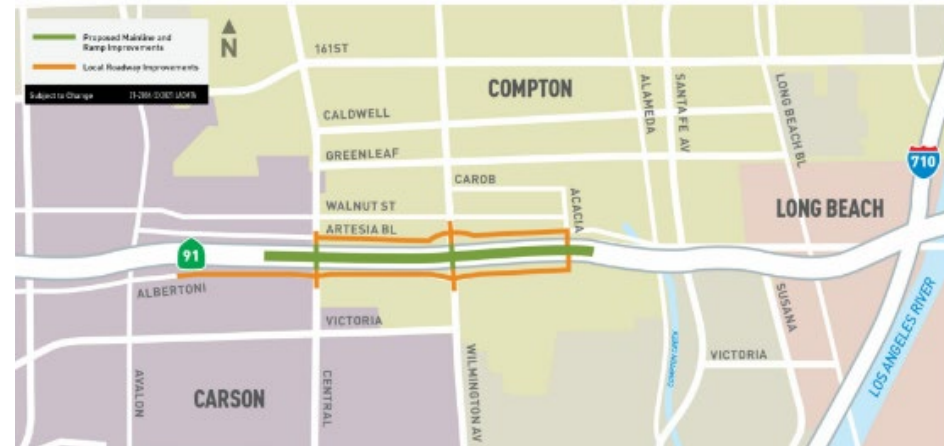 Proposed Mainline and
Ramp Improvements
Local Roadway Improvements
Subject to Change
N
161ST
COMPTON
ALAMEDA
SANTA FE AV
LONG BEACH BL
CALDWELL
GREENLEAF
710
CAROB
ACACIA
WALNUT ST
ARTESIA BL
LONG BEACH
91
ALBERTONI
VICTORIA
AVALON
CARSON
CENTRAL
WILMINGTON AV
SUSANA
VICTORIA
LOS ANGELES RIVER